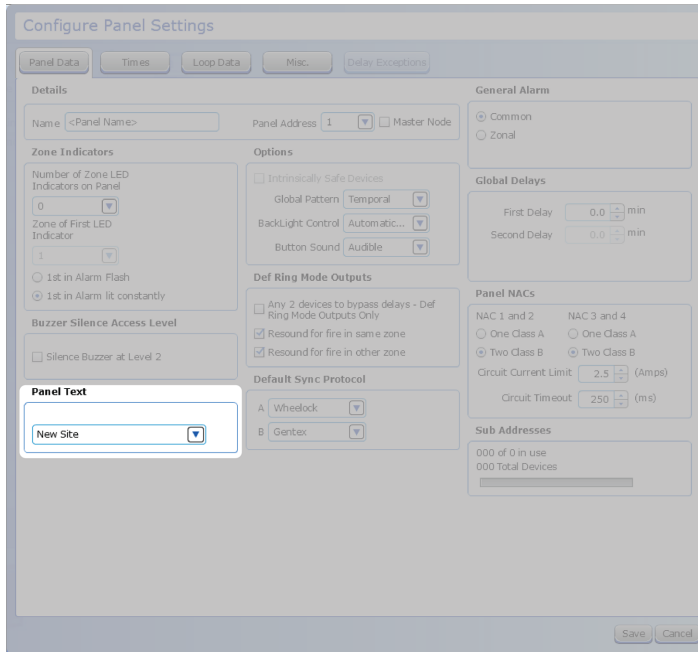 Configure Panel Settings
Panel Data Times Loop Data Misc. Delay Exceptions
Details
Name <Panel Name> Panel Address 1 Master Node
Zone Indicators
Number of Zone LED
Indicators on Panel
0
Zone of First LED
Indicator
1
1st in Alarm Flash
1st in Alarm lit constantly
Buzzer Silence Access Level
Silence Buzzer at Level 2
Panel Text
New Site
Options
Intrinsically Safe Devices
Global Pattern Temporal
BackLight Control Automatic...
Button Sound Audible
Def Ring Mode Outputs
Any 2 devices to bypass delays - Def
Ring Mode Outputs Only
Resound for fire in same zone
Resound for fire in other zone
Default Sync Protocol
A Wheelock
B Gentex
General Alarm
Common
Zonal
Global Delays
First Delay 0.0 min
Second Delay 0.0 min
Panel NACs
NAC 1 and 2 NAC 3 and 4
One Class A One Class A
Two Class B Two Class B
Circuit Current Limit 2.5 (Amps)
Circuit Timeout 250 (ms)
Sub Addresses
000 of 0 in use
000 Total Devices
Save Cancel